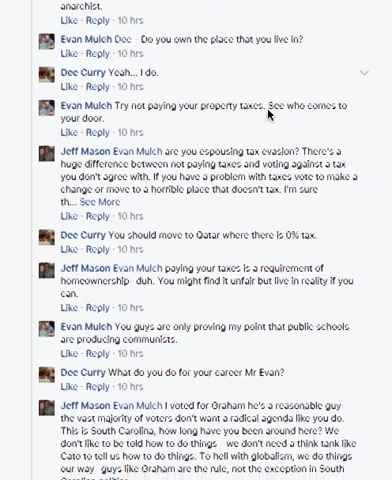 anarchist.
Like · Reply · 10 hrs
Evan Mulch Dee - Do you own the place that you live in?
Like · Reply · 10 hrs
Dee Curry Yeah... I do.
Like · Reply · 10 hrs
Evan Mulch Try not paying your property taxes. See who comes to
your door.
Like · Reply · 10 hrs
Jeff Mason Evan Mulch are you espousing tax evasion? There's a
huge difference between not paying taxes and voting against a tax
you don't agree with. If you have a problem with taxes vote to make a
change or move to a horrible place that doesn't tax. I'm sure
th... See More
Like · Reply · 10 hrs
Dee Curry You should move to Qatar where there is 0% tax.
Like · Reply · 10 hrs
Jeff Mason Evan Mulch paying your taxes is a requirement of
homeownership- duh. You might find it unfair but live in reality if you
can.
Like · Reply · 10 hrs
Evan Mulch You guys are only proving my point that public schools
are producing communists.
Like · Reply · 10 hrs
Dee Curry What do you do for your career Mr Evan?
Like · Reply · 10 hrs
Jeff Mason Evan Mulch I voted for Graham he's a reasonable guy
the vast majority of voters don't want a radical agenda like you do.
This is South Carolina, how long have you been around here? We
don't like to be told how to do things - we don't need a think tank like
Cato to tell us how to do things. To hell with globalism, we do things
our way- guys like Graham are the rule, not the exception in South